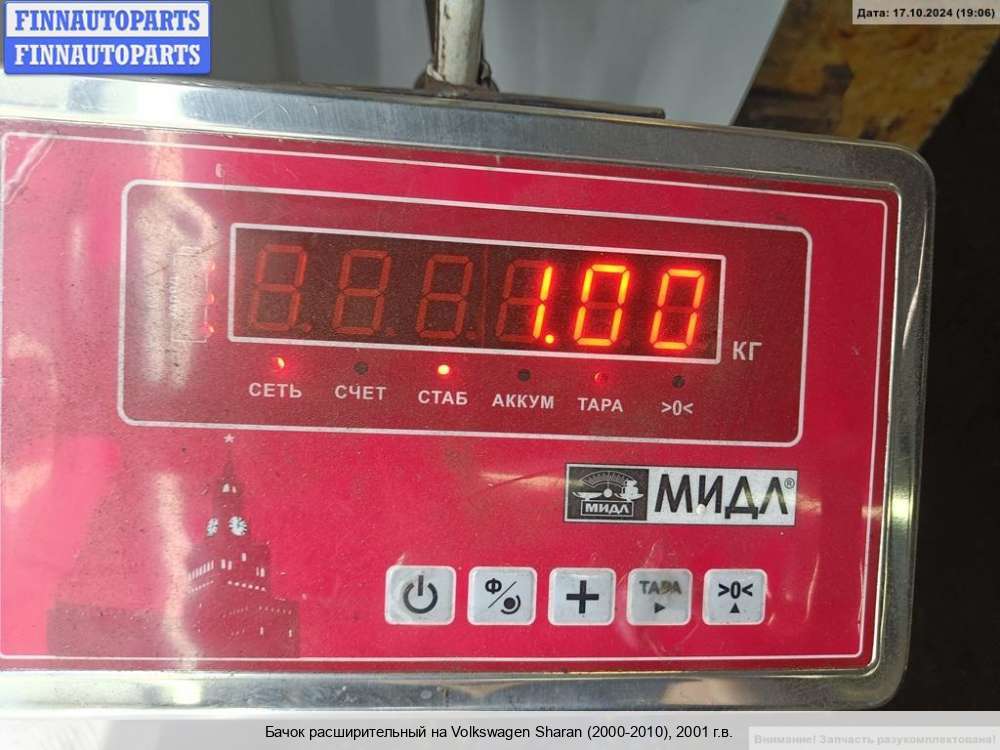 FINNAUTOPARTS
FINNAUTOPARTS
Дата: 17.10.2024 (19:06)
1.00
КГ
СЕТЬ СЧЕТ СТАБ АККУМ ТАРА >0<
МИДЛ МИДЛ®
Ф/ + ТАРА >0<
Бачок расширительный на Volkswagen Sharan (2000-2010), 2001 г.в.
Внимание! Запчасть разукомплектована!